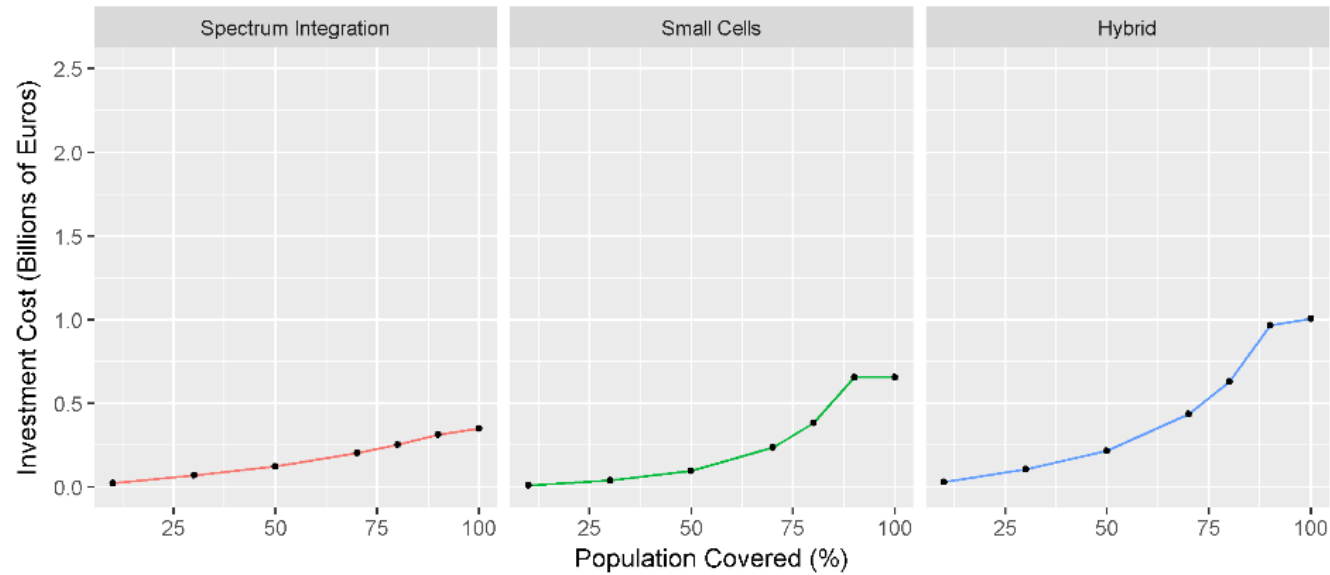 Spectrum Integration
Small Cells
Hybrid
Investment Cost (Billions of Euros)
2.5
2.0
1.5
1.0
0.5
0.0
25 50 75 100
25 50 75 100
25 50 75 100
Population Covered (%)